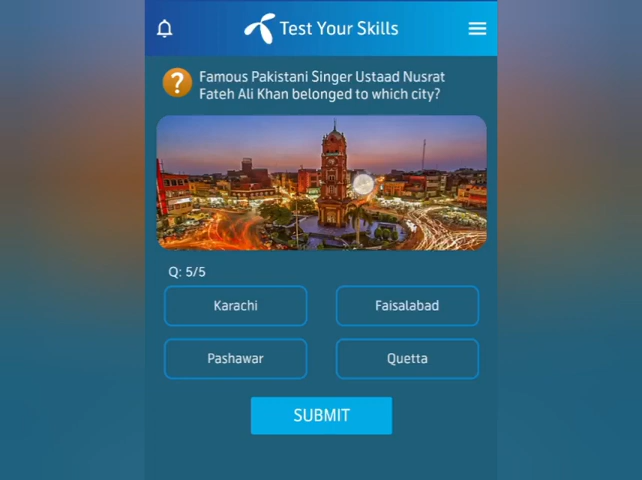 Test Your Skills
?
Famous Pakistani Singer Ustaad Nusrat
Fateh Ali Khan belonged to which city?
Q: 5/5
Karachi
Faisalabad
Pashawar
Quetta
SUBMIT